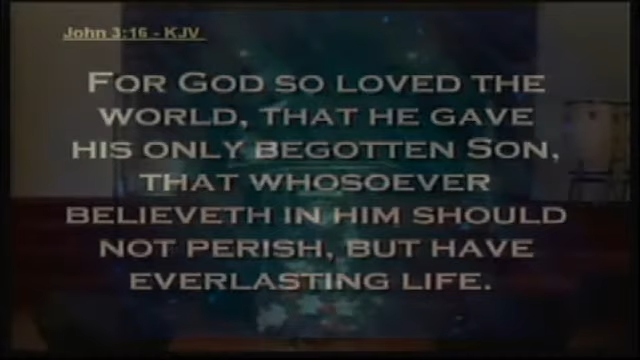 John 3:16 - KJV
FOR GOD SO LOVED THE
WORLD, THAT HE GAVE
HIS ONLY BEGOTTEN SON,
THAT WHOSOEVER
BELIEVETH IN HIM SHOULD
NOT PERISH, BUT HAVE
EVERLASTING LIFE.